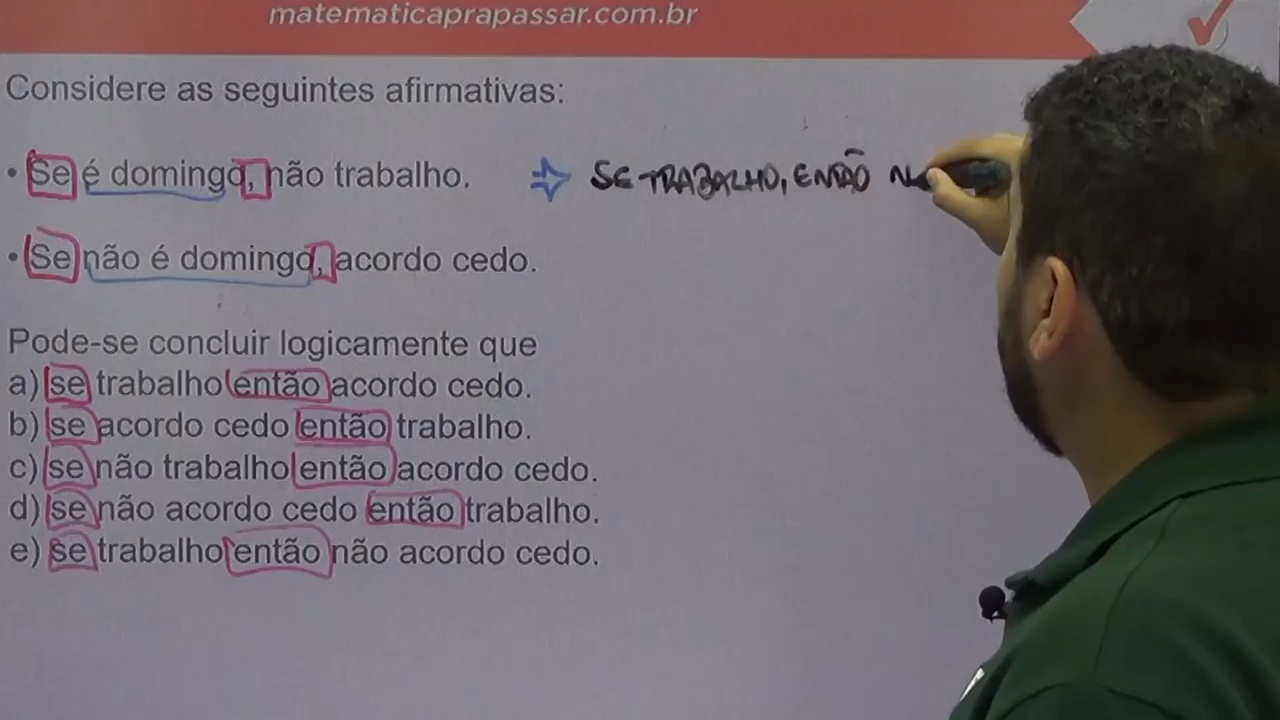 matematicaprapassar.com.br
Considere as seguintes afirmativas:
• Se é domingo, não trabalho.
SE TRABALHO, ENTÃO
• Se não é domingo, acordo cedo.
Pode-se concluir logicamente que
a) se trabalho então acordo cedo.
b) se acordo cedo então trabalho.
c) se não trabalho então acordo cedo.
d) se não acordo cedo então trabalho.
e) se trabalho então não acordo cedo.